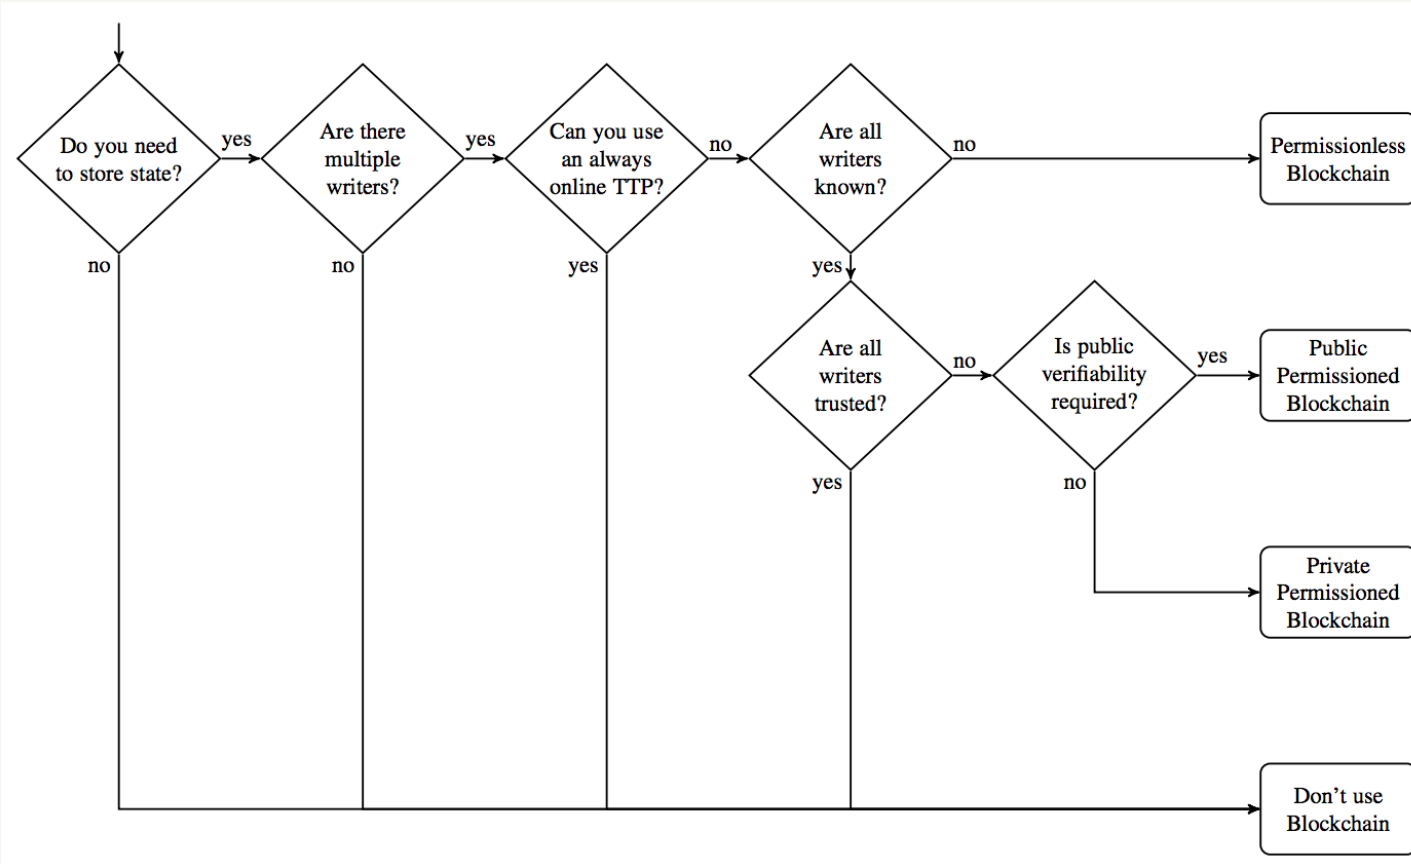 Do you need
to store state?
yes
no
Are there
multiple
writers?
yes
no
Can you use
an always
online TTP?
no
yes
Are all
writers
known?
no
yes
Permissionless
Blockchain
Are all
writers
trusted?
no
yes
Is public
verifiability
required?
yes
no
Public
Permissioned
Blockchain
Private
Permissioned
Blockchain
Don’t use
Blockchain